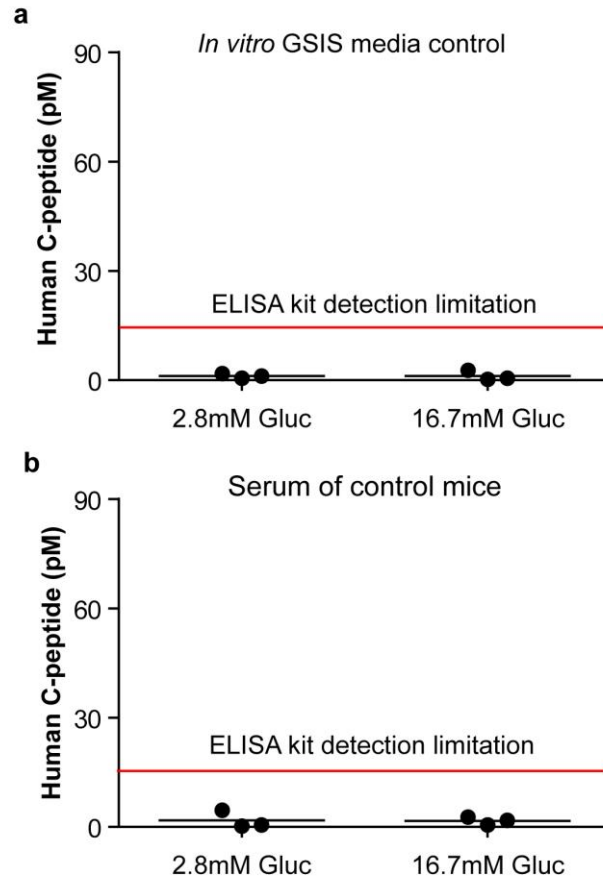 a
In vitro GSIS media control
Human C-peptide (pM)
90
60
30
0
ELISA kit detection limitation
2.8mM Gluc
16.7mM Gluc
b
Serum of control mice
Human C-peptide (pM)
90
60
30
0
ELISA kit detection limitation
2.8mM Gluc
16.7mM Gluc